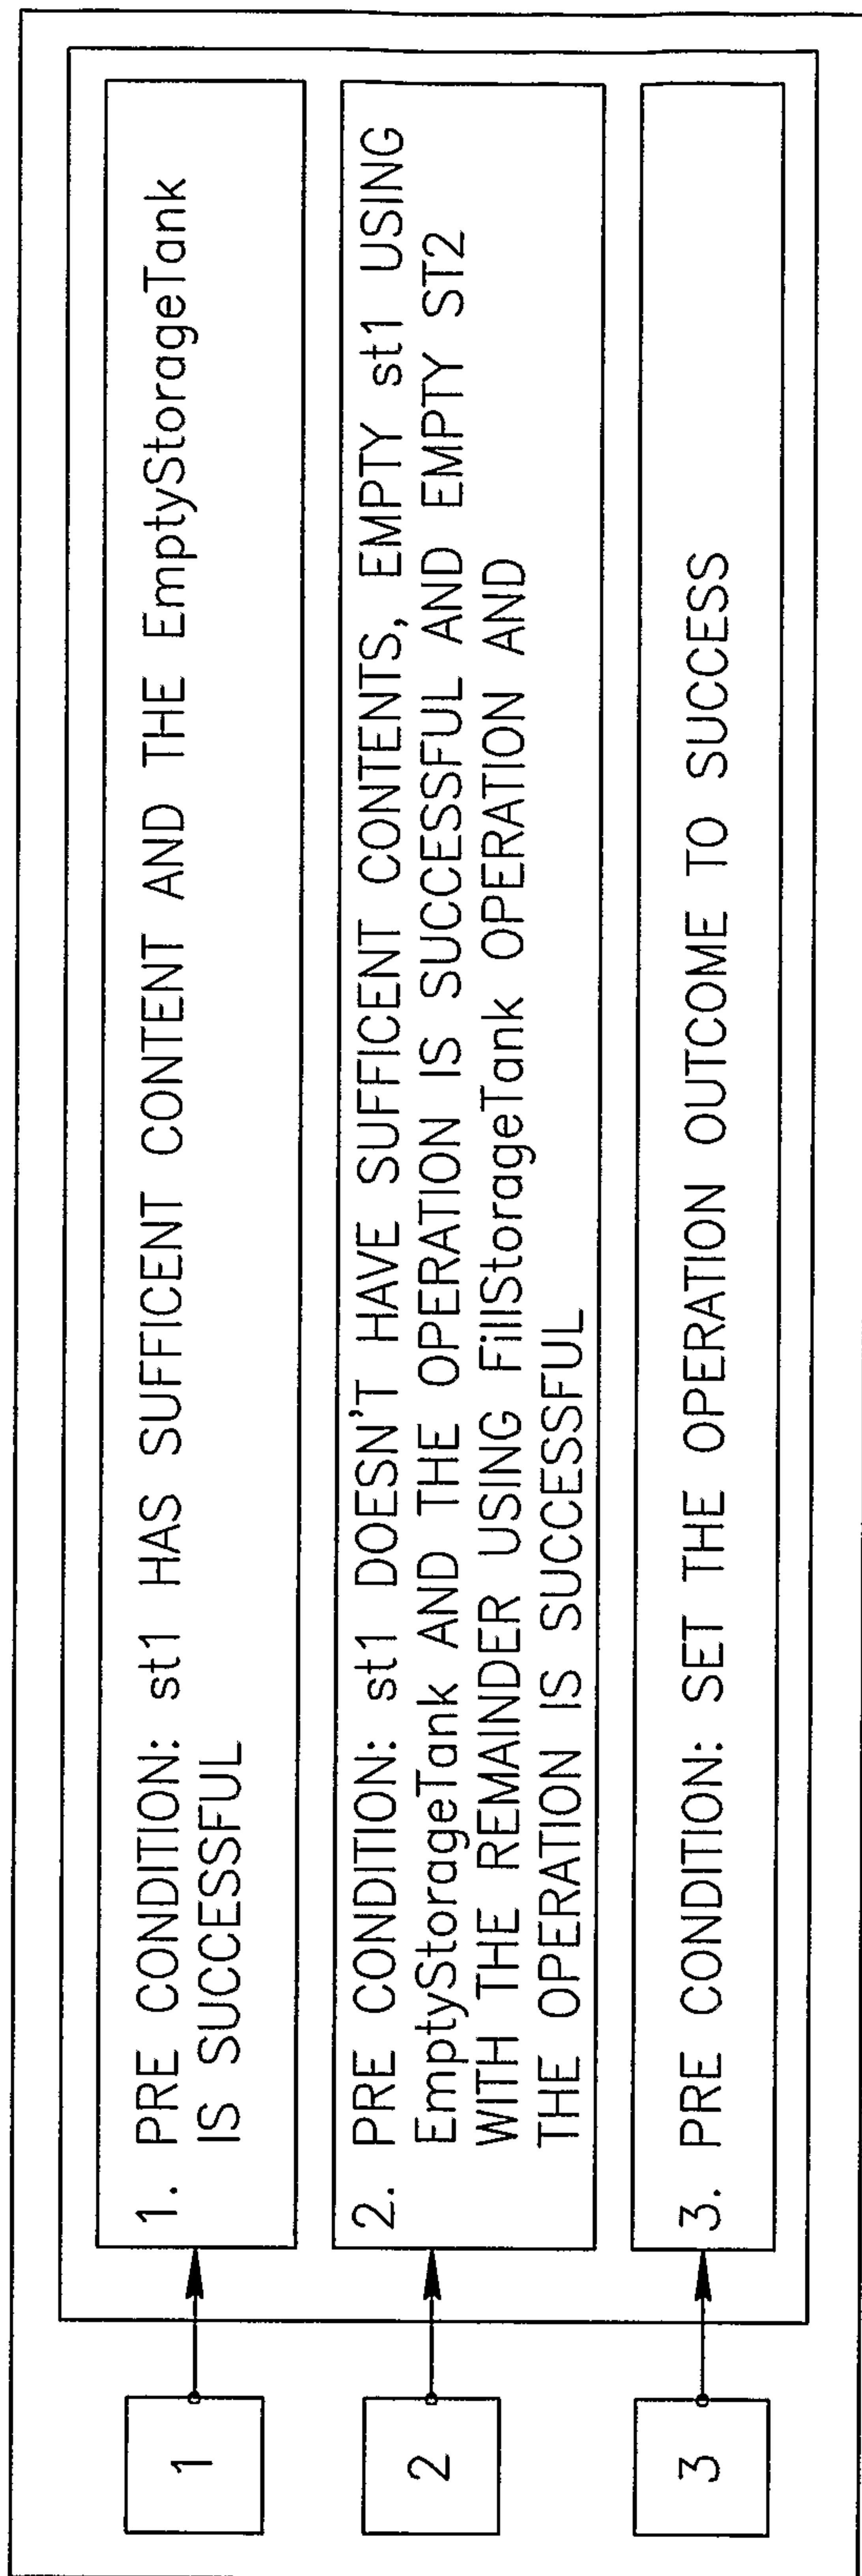 1
1. PRE CONDITION: st1 HAS SUFFICENT CONTENT AND THE EmptyStorageTank
IS SUCCESSFUL
2
2. PRE CONDITION: st1 DOESN'T HAVE SUFFICENT CONTENTS, EMPTY st1 USING
EmptyStorageTank AND THE OPERATION IS SUCCESSFUL AND EMPTY ST2
WITH THE REMAINDER USING FillStorageTank OPERATION AND
THE OPERATION IS SUCCESSFUL
3
3. PRE CONDITION: SET THE OPERATION OUTCOME TO SUCCESS